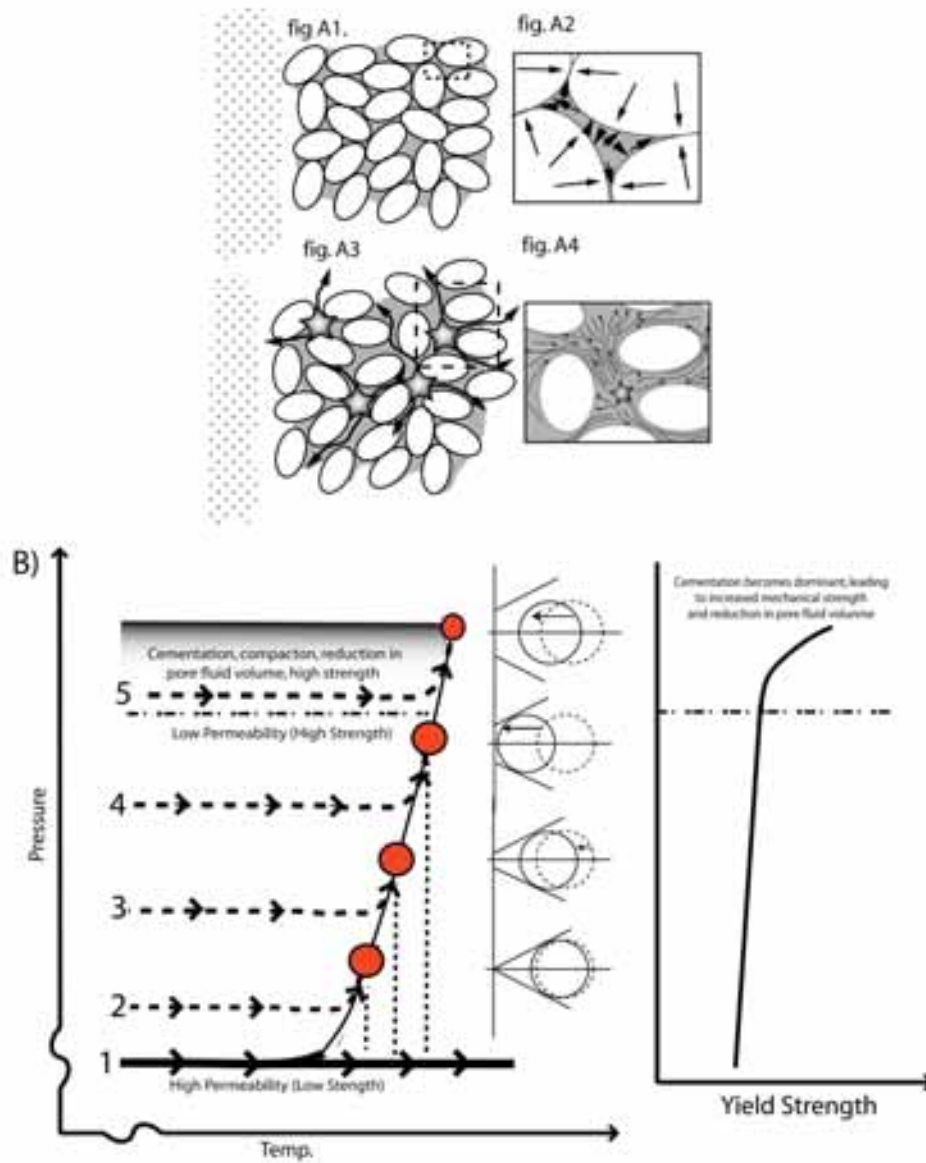 fig A1.
fig. A2
fig. A3
fig. A4
B)
Pressure
Cementation, compacton, reduction in
pore fluid volume, high strength
5
Low Permeability (High Strength)
4
3
2
1
High Permeability (Low Stength)
Temp.
Cementation becomes dominant, leading
to increased mechanical strength
and reduction in pore fluid volumne
Yield Strength